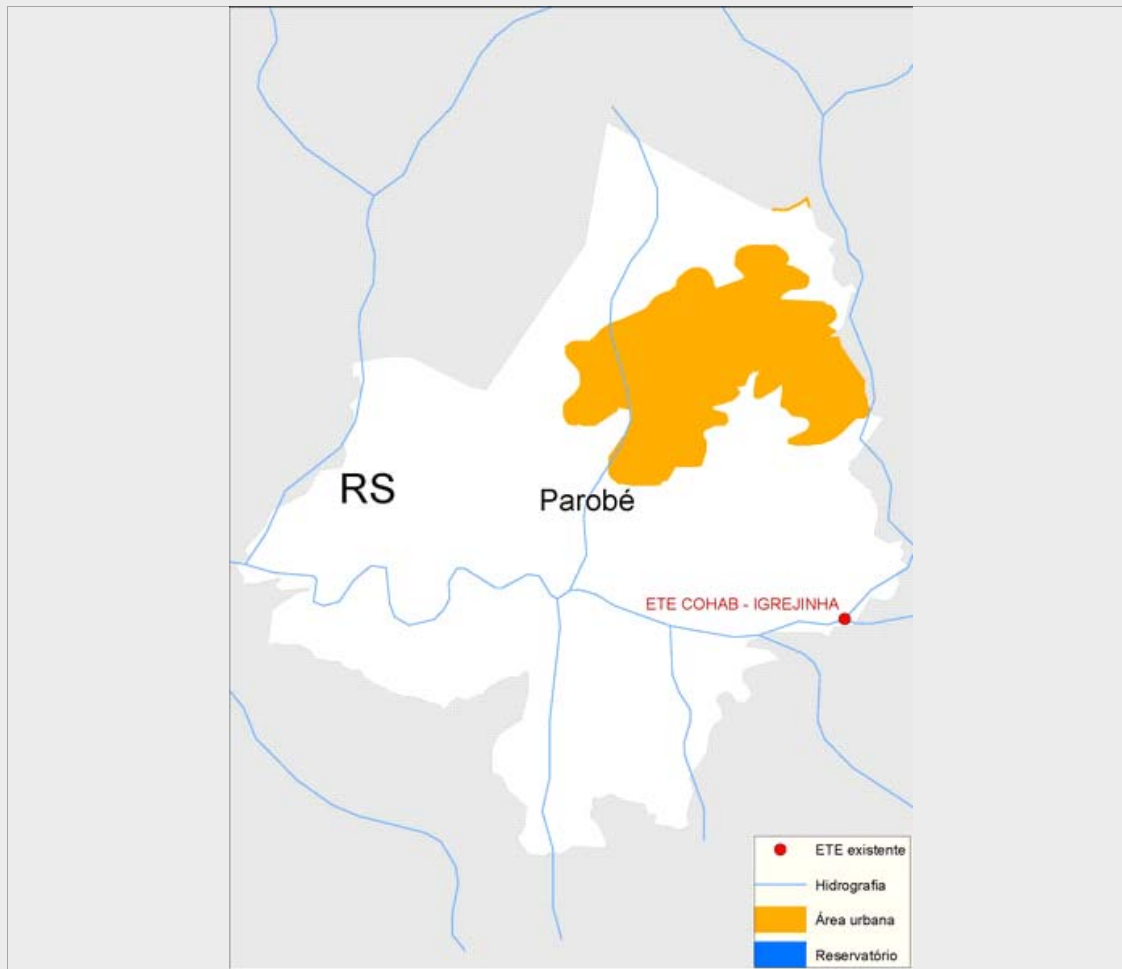 RS
Parobé
ETE COHAB - IGREJINHA
ETE existente
Hidrografia
Área urbana
Reservatório